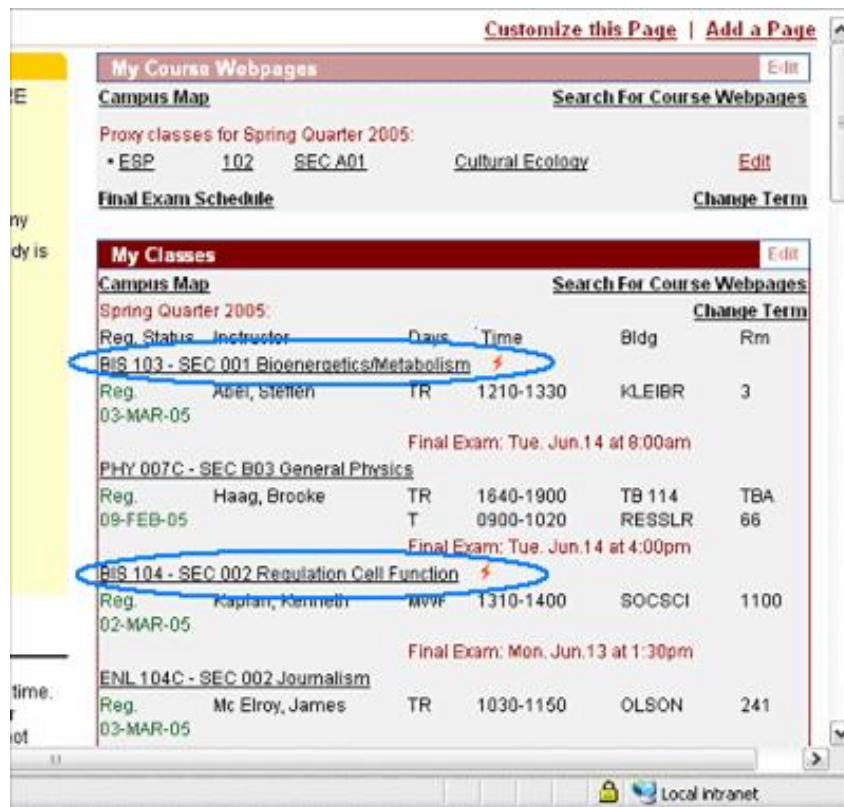 Customize this Page | Add a Page
My Course Webpages Edit
RE
Campus Map Search For Course Webpages
Proxy classes for Spring Quarter 2005:
• ESP 102 SEC A01 Cultural Ecology Edit
Final Exam Schedule Change Term
ny
dy is
My Classes Edit
Campus Map Search For Course Webpages
Spring Quarter 2005: Change Term
Reg. Status Instructor Days Time Bldg Rm
BIS 103 - SEC 001 Bioenergetics/Metabolism
Reg. Abel, Steffen TR 1210-1330 KLEIBR 3
03-MAR-05
Final Exam: Tue. Jun.14 at 8:00am
PHY 007C - SEC B03 General Physics
Reg. Haag, Brooke TR 1640-1900 TB 114 TBA
09-FEB-05 T 0900-1020 RESSLR 66
Final Exam: Tue. Jun.14 at 4:00pm
BIS 104 - SEC 002 Regulation Cell Function
Reg. Kaplan, Kenneth MWF 1310-1400 SOCSCI 1100
02-MAR-05
Final Exam: Mon. Jun.13 at 1:30pm
ENL 104C - SEC 002 Journalism
time.
Reg. Mc Elroy, James TR 1030-1150 OLSON 241
03-MAR-05
ot
Local intranet